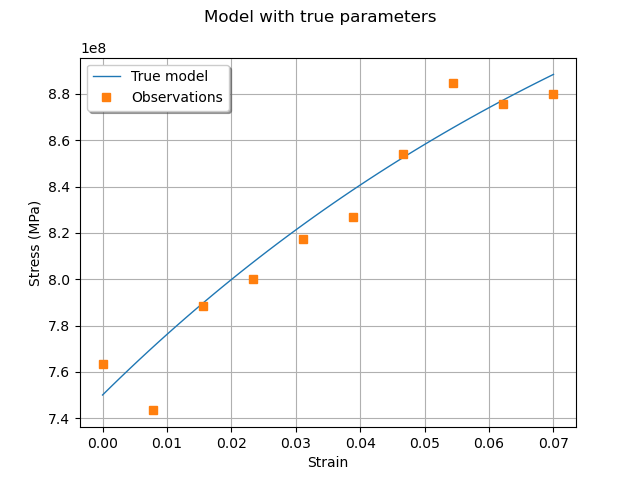 Model with true parameters
1e8
True model
Observations
8.8
8.6
8.4
8.2
8.0
7.8
7.6
7.4
Stress (MPa)
0.00 0.01 0.02 0.03 0.04 0.05 0.06 0.07
Strain